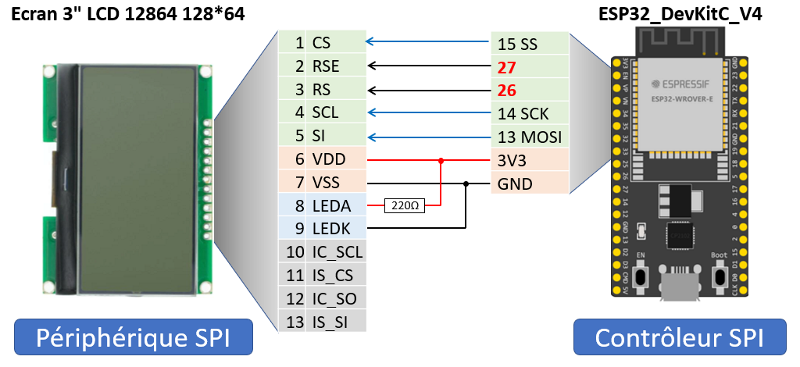 Ecran 3" LCD 12864 128*64
ESP32_DevKitC_V4
1 CS
2 RSE
3 RS
4 SCL
5 SI
6 VDD
7 VSS
8 LEDA
9 LEDK
10 IC_SCL
11 IS_CS
12 IC_SO
13 IS_SI
220Ω
15 SS
27
26
14 SCK
13 MOSI
3V3
GND
ESPRESSIF
ESP32-WROVER-E
EN
Boot
Périphérique SPI
Contrôleur SPI